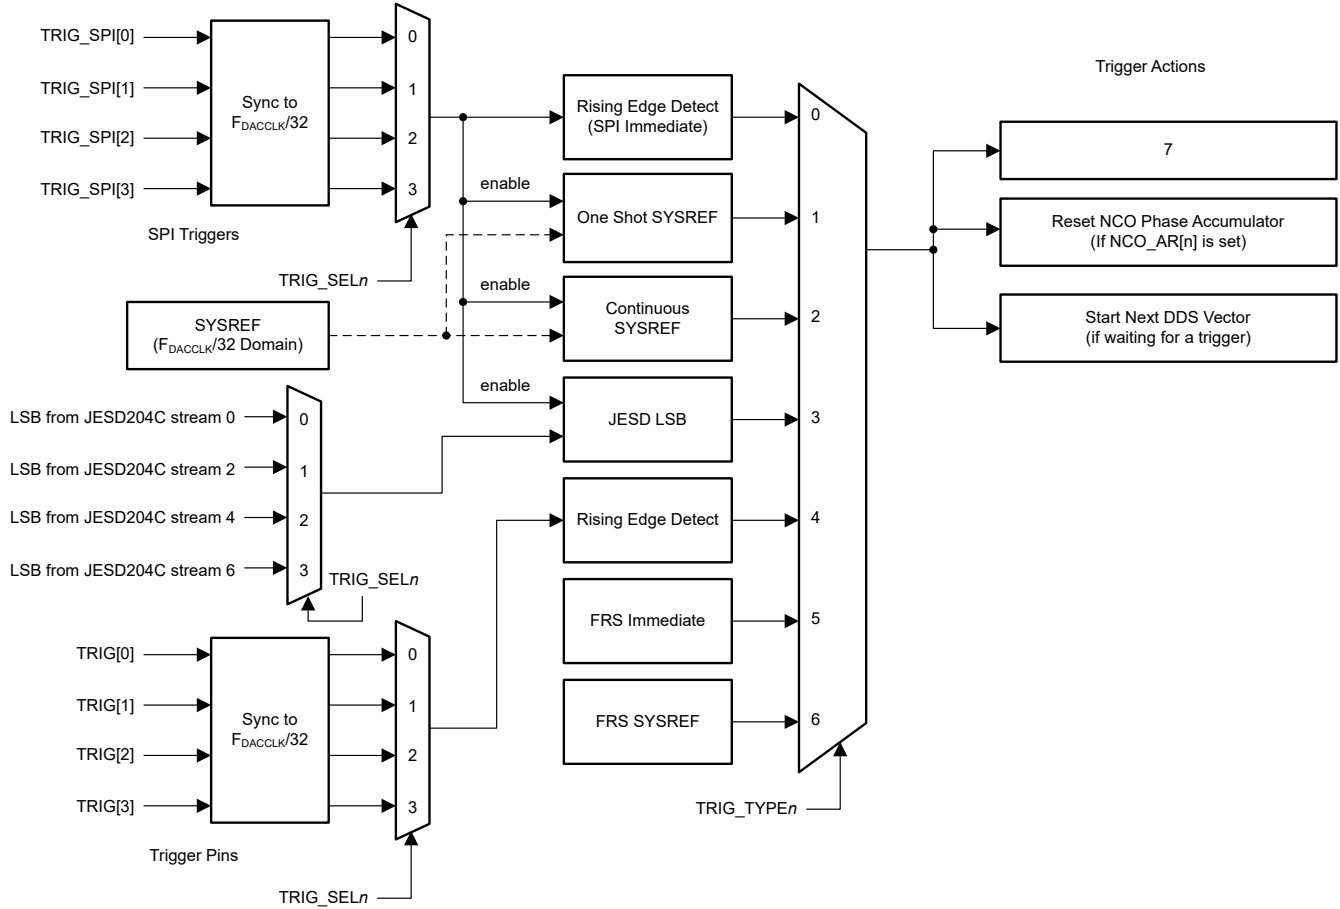 TRIG_SPI[0]
TRIG_SPI[1]
TRIG_SPI[2]
TRIG_SPI[3]
Sync to
FDACCLK/32
0
1
2
3
SPI Triggers
TRIG_SELn
SYSREF
(FDACCLK/32 Domain)
LSB from JESD204C stream 0
LSB from JESD204C stream 2
LSB from JESD204C stream 4
LSB from JESD204C stream 6
0
1
2
3
TRIG_SELn
TRIG[0]
TRIG[1]
TRIG[2]
TRIG[3]
Sync to
FDACCLK/32
0
1
2
3
Trigger Pins
TRIG_SELn
enable
enable
enable
Rising Edge Detect
(SPI Immediate)
One Shot SYSREF
Continuous
SYSREF
JESD LSB
Rising Edge Detect
FRS Immediate
FRS SYSREF
0
1
2
3
4
5
6
TRIG_TYPEn
Trigger Actions
7
Reset NCO Phase Accumulator
(If NCO_AR[n] is set)
Start Next DDS Vector
(if waiting for a trigger)